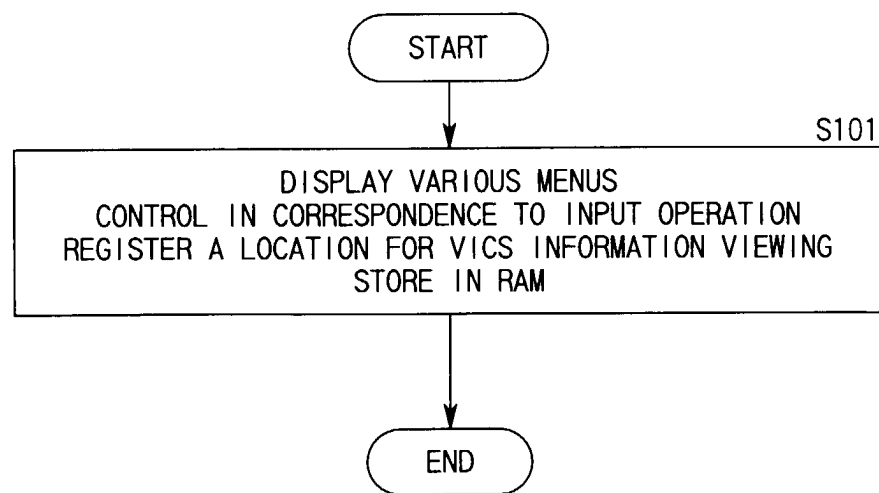 START
S101
DISPLAY VARIOUS MENUS
CONTROL IN CORRESPONDENCE TO INPUT OPERATION
REGISTER A LOCATION FOR VICS INFORMATION VIEWING
STORE IN RAM
END